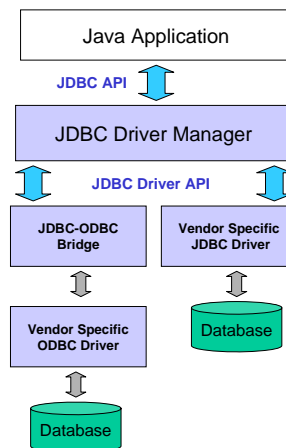 Java Application
JDBC API
JDBC Driver Manager
JDBC Driver API
JDBC-ODBC
Bridge
Vendor Specific
JDBC Driver
Vendor Specific
ODBC Driver
Database
Database